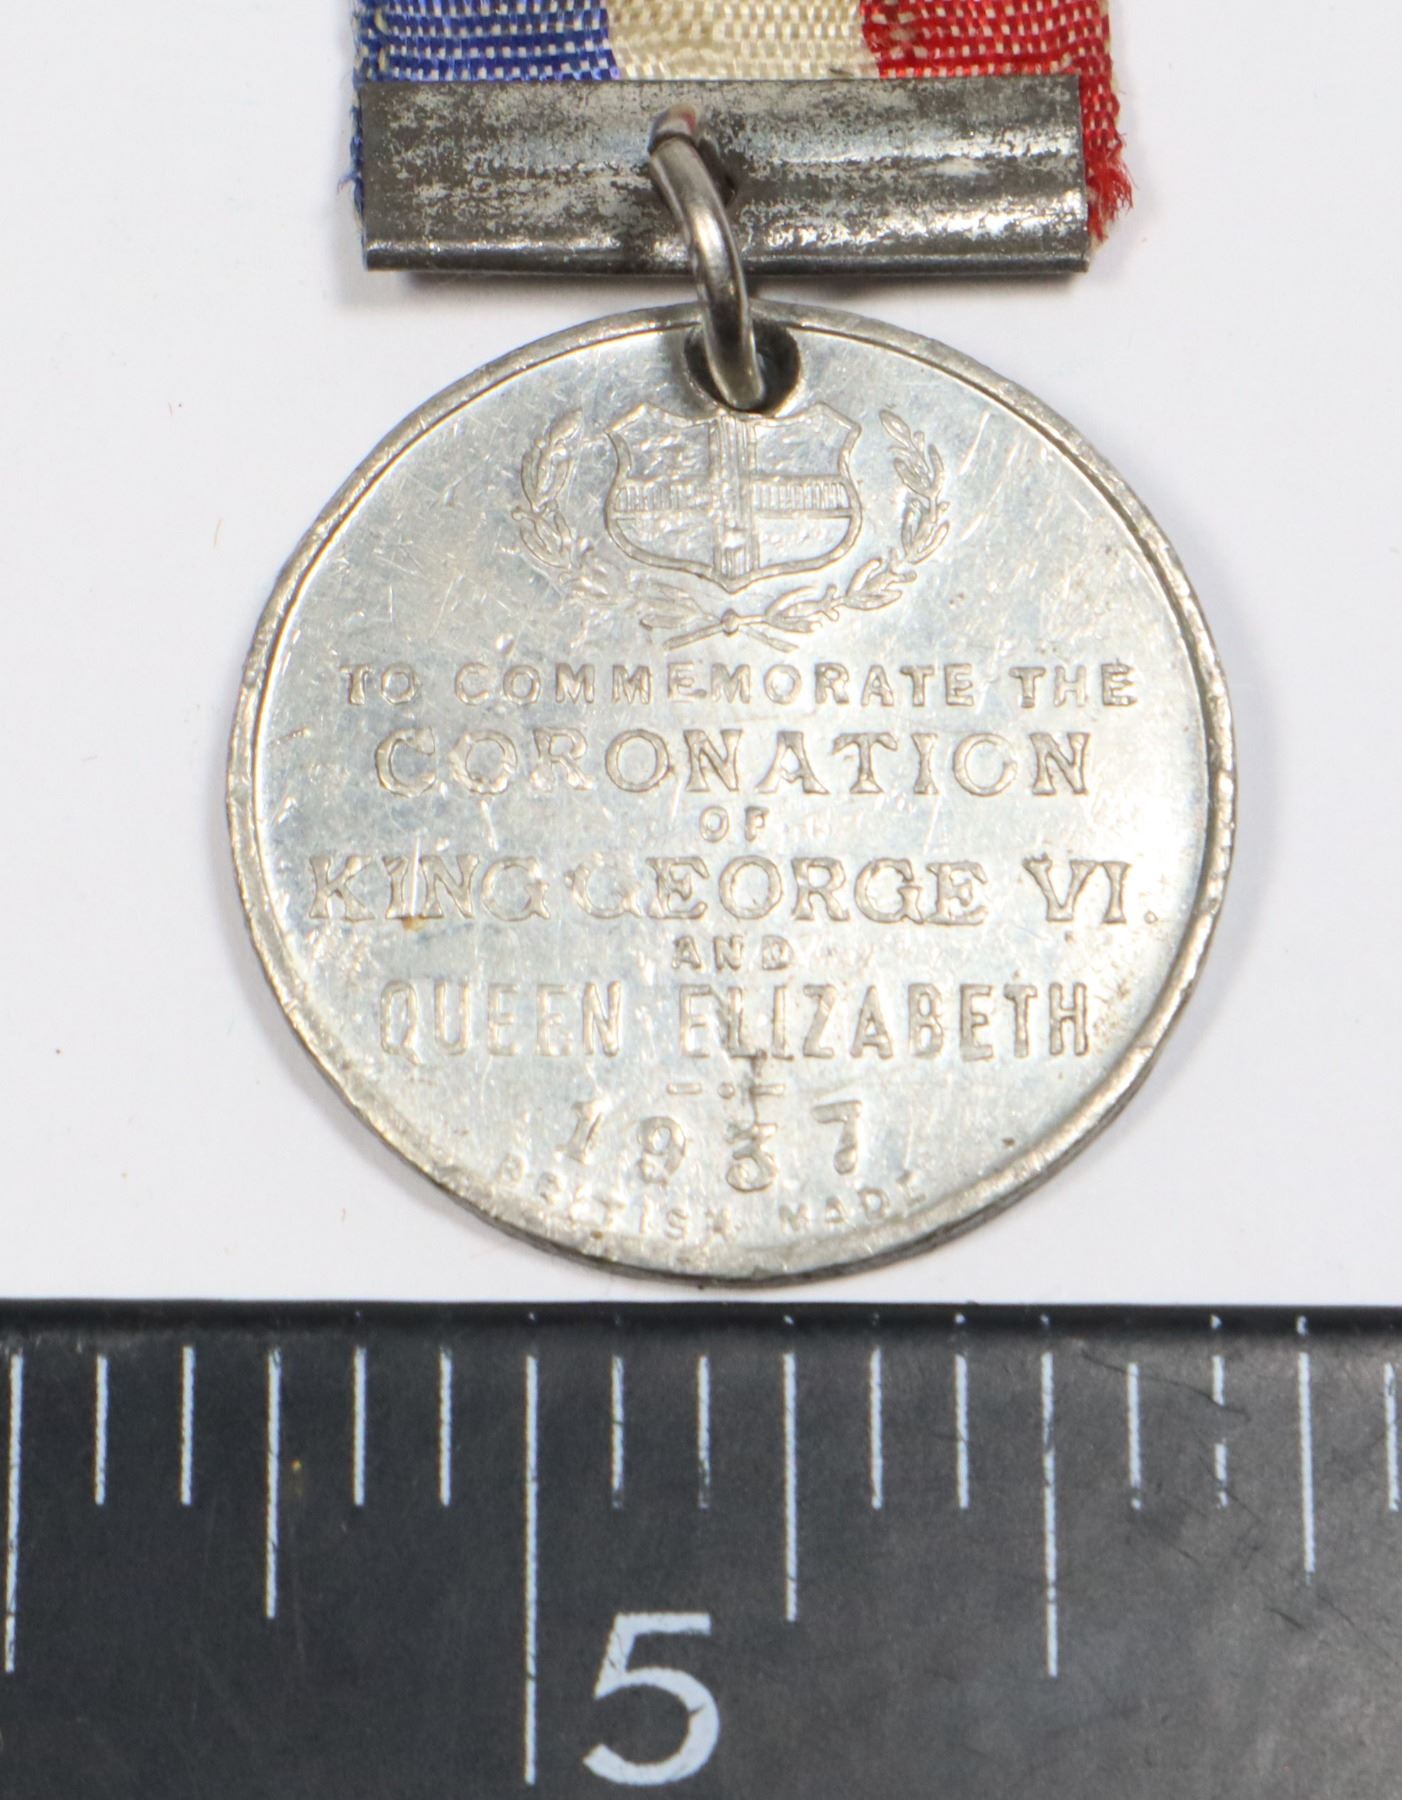 TO COMMEMORATE THE
CORONATION
OF
KING GEORGE VI.
AND
QUEEN ELIZABETH
1937
BRITISH MADE
5